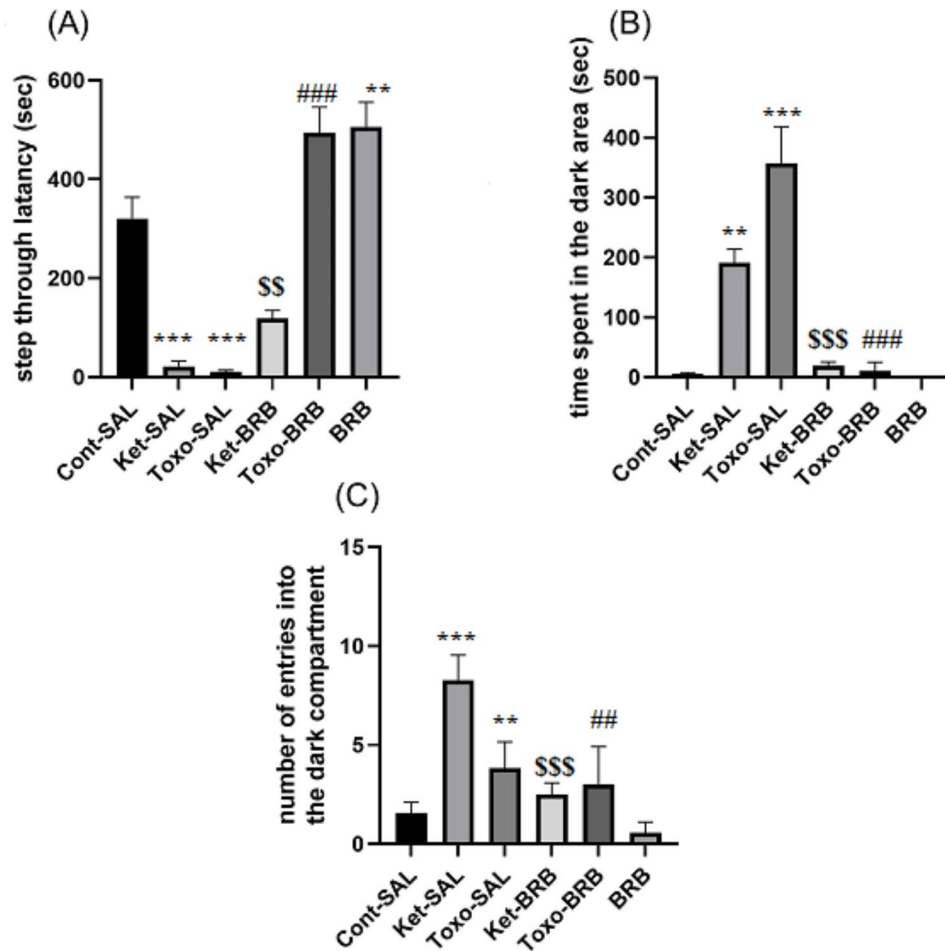 (A)
step through latancy (sec)
600
400
200
0
***
***
$$
###
**
Cont-SAL
Ket-SAL
Toxo-SAL
Ket-BRB
Toxo-BRB
BRB
(B)
time spent in the dark area (sec)
500
400
300
200
100
0
**
***
$$$
###
Cont-SAL
Ket-SAL
Toxo-SAL
Ket-BRB
Toxo-BRB
BRB
(C)
number of entries into
the dark compartment
15
10
5
0
***
**
$$$
##
Cont-SAL
Ket-SAL
Toxo-SAL
Ket-BRB
Toxo-BRB
BRB